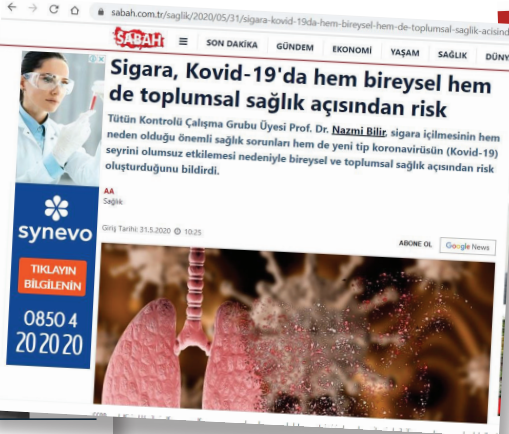 sabah.com.tr/saglik/2020/05/31/sigara-kovid-19da-hem-bireysel-hem-de-toplumsal-saglik-acisind
SABAH
SON DAKİKA
GÜNDEM
EKONOMİ
YAŞAM
SAĞLIK
DÜNY
Sigara, Kovid-19'da hem bireysel hem
de toplumsal sağlık açısından risk
Tütün Kontrolü Çalışma Grubu Üyesi Prof. Dr. Nazmi Bilir, sigara içilmesinin hem
neden olduğu önemli sağlık sorunları hem de yeni tip koronavirüsün (Kovid-19)
seyrini olumsuz etkilemesi nedeniyle bireysel ve toplumsal sağlık açısından risk
oluşturduğunu bildirdi.
AA
Sağlık
Giriş Tarihi: 31.5.2020 10:25
ABONE OL
Google News
synevo
TIKLAYIN
BİLGİLENİN
0850 4
20 20 20